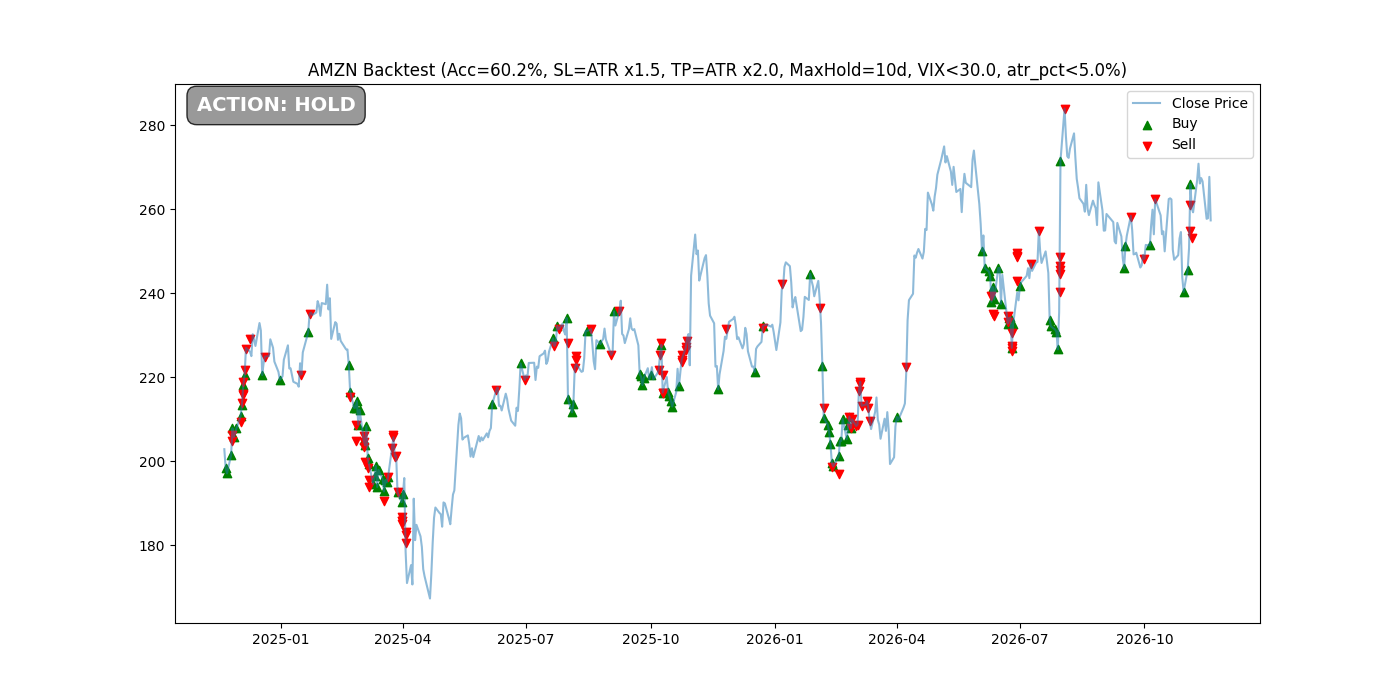 AMZN Backtest (Acc=60.2%, SL=ATR x1.5, TP=ATR x2.0, MaxHold=10d, VIX<30.0, atr_pct<5.0%)
ACTION: HOLD
Close Price
Buy
Sell
280
260
240
220
200
180
2025-01
2025-04
2025-07
2025-10
2026-01
2026-04
2026-07
2026-10